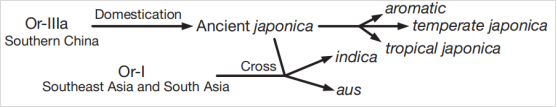 Or-IIIa
Southern China
Domestication
Ancient japonica
aromatic
temperate japonica
tropical japonica
Or-I
Southeast Asia and South Asia
Cross
indica
aus